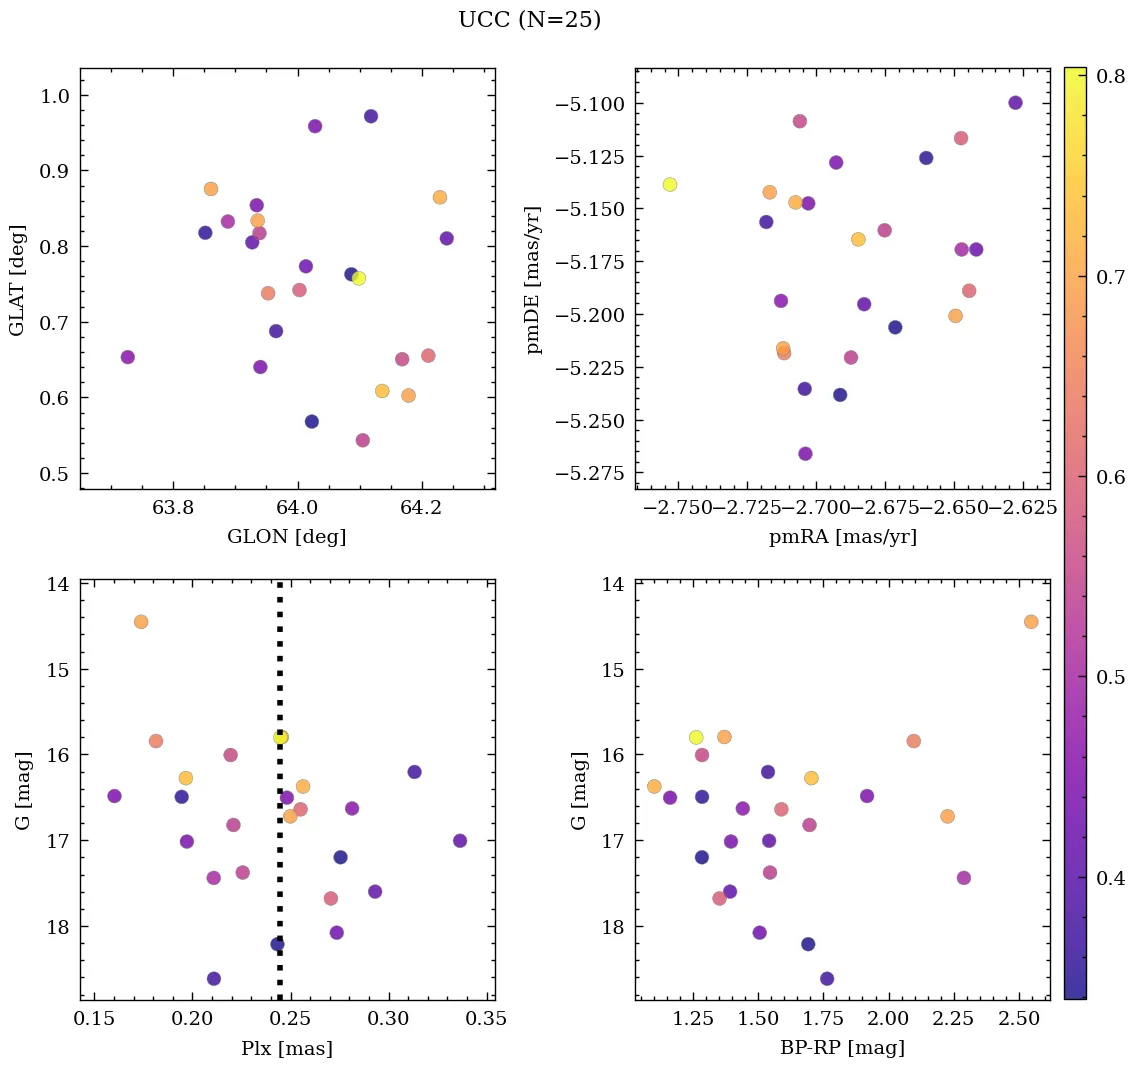 UCC (N=25)
1.0
0.9
0.8
0.7
0.6
0.5
GLAT [deg]
63.8 64.0 64.2
GLON [deg]
−5.100
−5.125
−5.150
−5.175
−5.200
−5.225
−5.250
−5.275
pmDE [mas/yr]
−2.750 −2.725 −2.700 −2.675 −2.650 −2.625
pmRA [mas/yr]
14
15
16
17
18
G [mag]
0.15 0.20 0.25 0.30 0.35
Plx [mas]
14
15
16
17
18
G [mag]
1.25 1.50 1.75 2.00 2.25 2.50
BP-RP [mag]
0.8
0.7
0.6
0.5
0.4